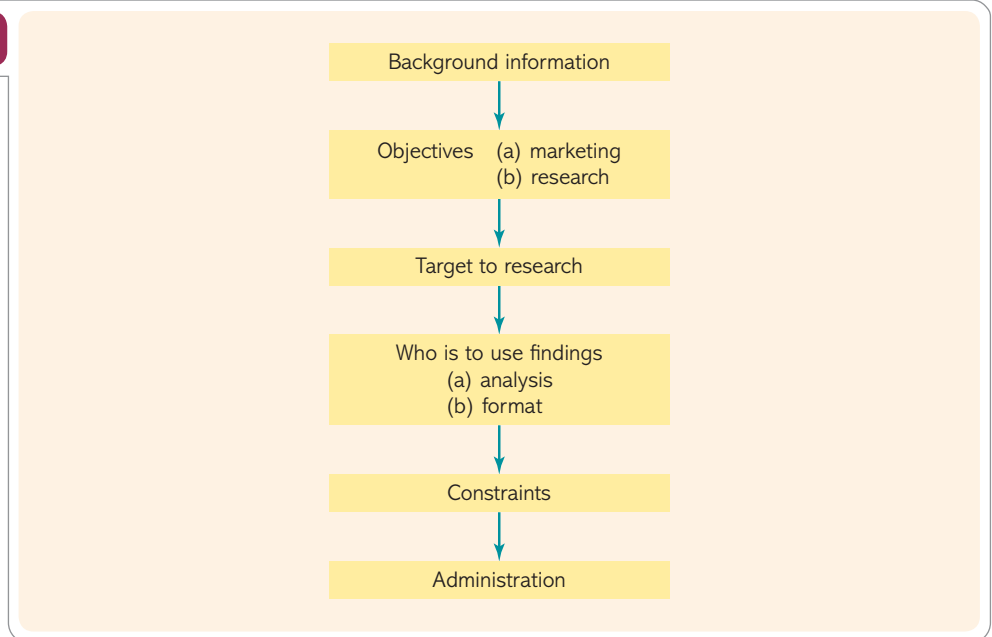 Background information
Objectives (a) marketing
(b) research
Target to research
Who is to use findings
(a) analysis
(b) format
Constraints
Administration